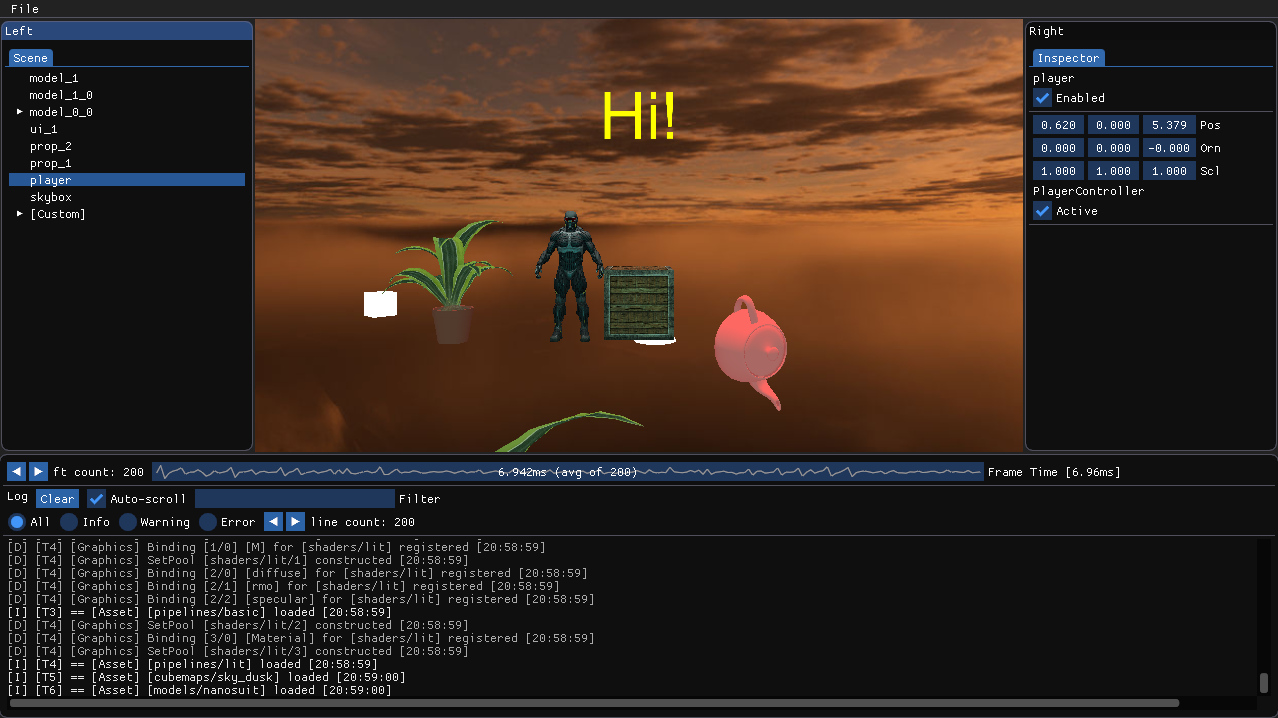 File
Left
Scene
model_1
model_1_0
model_0_0
ui_1
prop_2
prop_1
player
skybox
[Custom]
Hi!
Right
Inspector
player
Enabled
0.620 0.000 5.379 Pos
0.000 0.000 -0.000 Orn
1.000 1.000 1.000 Scl
PlayerController
Active
ft count: 200 6.942ms (avg of 200) Frame Time [6.96ms]
Log Clear Auto-scroll Filter
All Info Warning Error line count: 200
[D] [T4] [Graphics] Binding [1/0] [M] for [shaders/lit] registered [20:58:59]
[D] [T4] [Graphics] SetPool [shaders/lit/1] constructed [20:58:59]
[D] [T4] [Graphics] Binding [2/0] [diffuse] for [shaders/lit] registered [20:58:59]
[D] [T4] [Graphics] Binding [2/1] [rmo] for [shaders/lit] registered [20:58:59]
[D] [T4] [Graphics] Binding [2/2] [specular] for [shaders/lit] registered [20:58:59]
[I] [T3] == [Asset] [pipelines/basic] loaded [20:58:59]
[D] [T4] [Graphics] SetPool [shaders/lit/2] constructed [20:58:59]
[D] [T4] [Graphics] Binding [3/0] [Material] for [shaders/lit] registered [20:58:59]
[D] [T4] [Graphics] SetPool [shaders/lit/3] constructed [20:58:59]
[I] [T4] == [Asset] [pipelines/lit] loaded [20:58:59]
[I] [T5] == [Asset] [cubemaps/sky_dusk] loaded [20:59:00]
[I] [T6] == [Asset] [models/nanosuit] loaded [20:59:00]